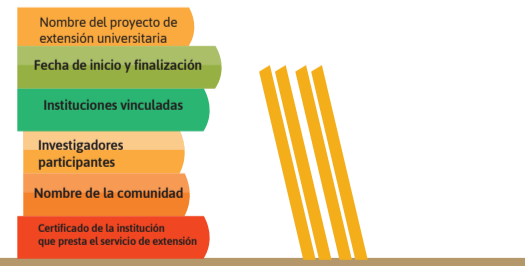 Nombre del proyecto de
extensión universitaria
Fecha de inicio y finalización
Instituciones vinculadas
Investigadores
participantes
Nombre de la comunidad
Certificado de la institución
que presta el servicio de extensión